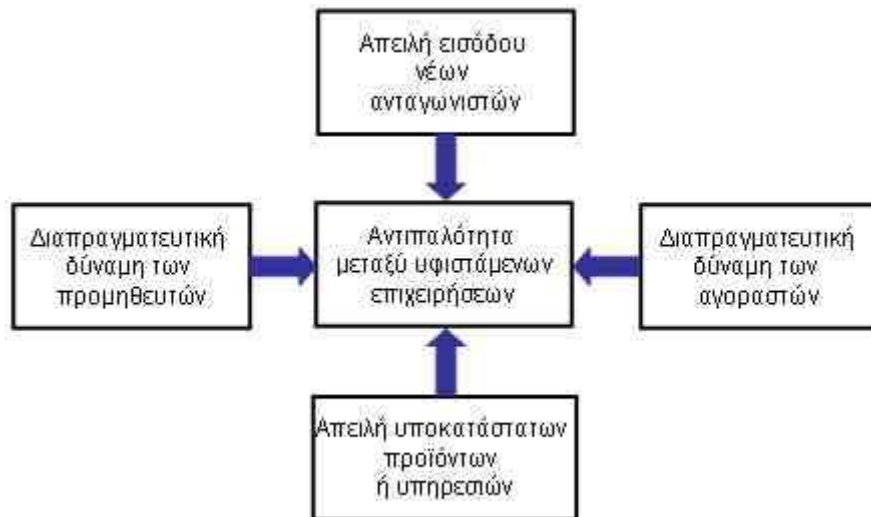 Απειλή εισόδου
νέων
ανταγωνιστών
Διαπραγματευτική
δύναμη των
προμηθευτών
Αντιπαλότητα
μεταξύ υφιστάμενων
επιχειρήσεων
Διαπραγματευτική
δύναμη των
αγοραστών
Απειλή υποκατάστατων
προϊόντων
ή υπηρεσιών